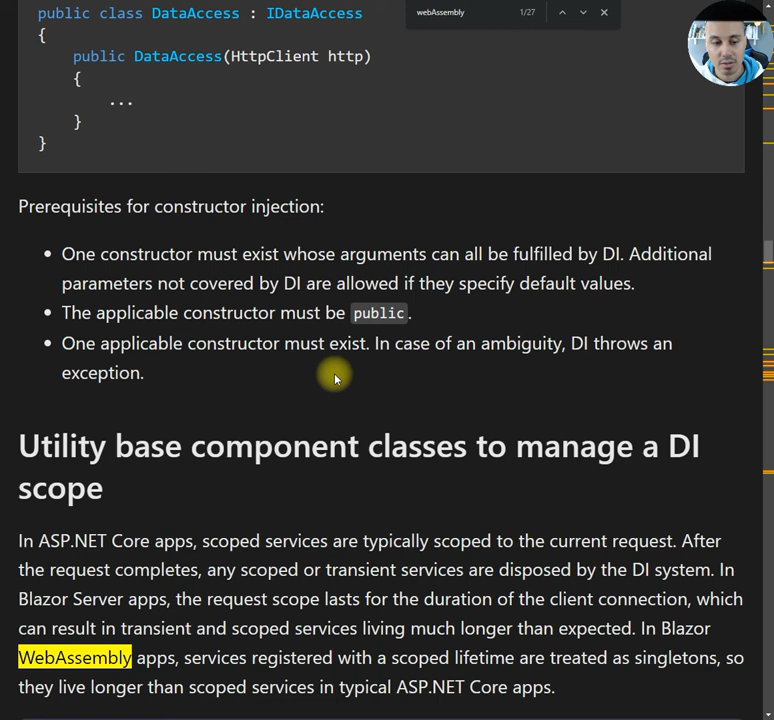 public class DataAccess : IDataAccess
webAssembly 1/27
{
public DataAccess(HttpClient http)
{
...
}
}
Prerequisites for constructor injection:
• One constructor must exist whose arguments can all be fulfilled by DI. Additional
parameters not covered by DI are allowed if they specify default values.
• The applicable constructor must be public.
• One applicable constructor must exist. In case of an ambiguity, DI throws an
exception.
Utility base component classes to manage a DI
scope
In ASP.NET Core apps, scoped services are typically scoped to the current request. After
the request completes, any scoped or transient services are disposed by the DI system. In
Blazor Server apps, the request scope lasts for the duration of the client connection, which
can result in transient and scoped services living much longer than expected. In Blazor
WebAssembly apps, services registered with a scoped lifetime are treated as singletons, so
they live longer than scoped services in typical ASP.NET Core apps.